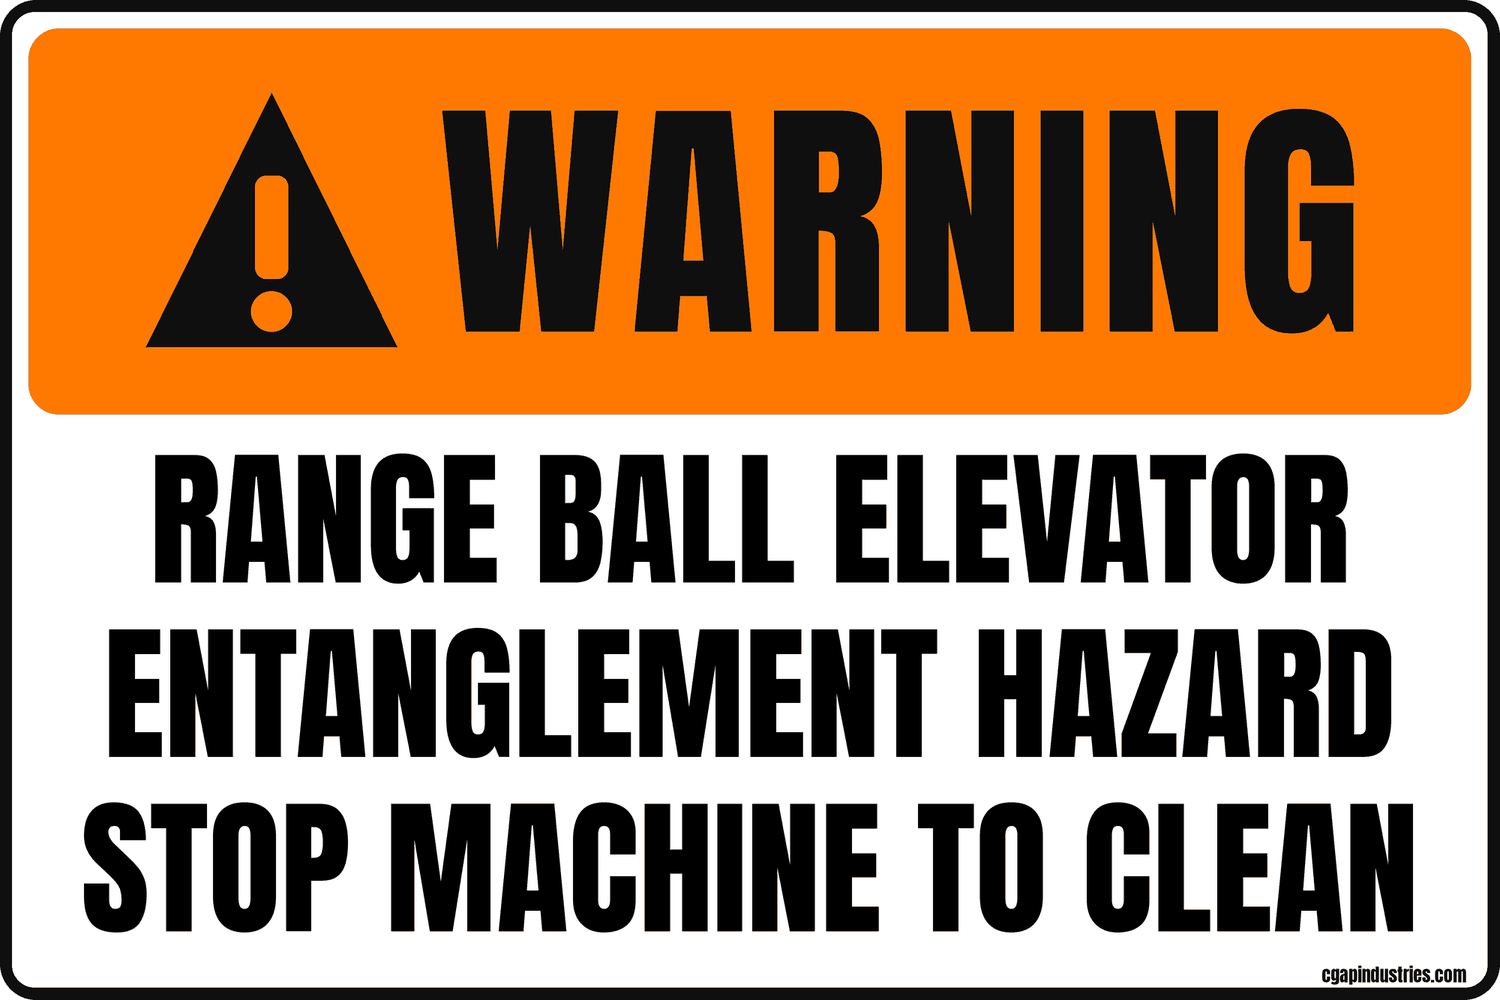 WARNING
RANGE BALL ELEVATOR
ENTANGLEMENT HAZARD
STOP MACHINE TO CLEAN
cgapindustries.com